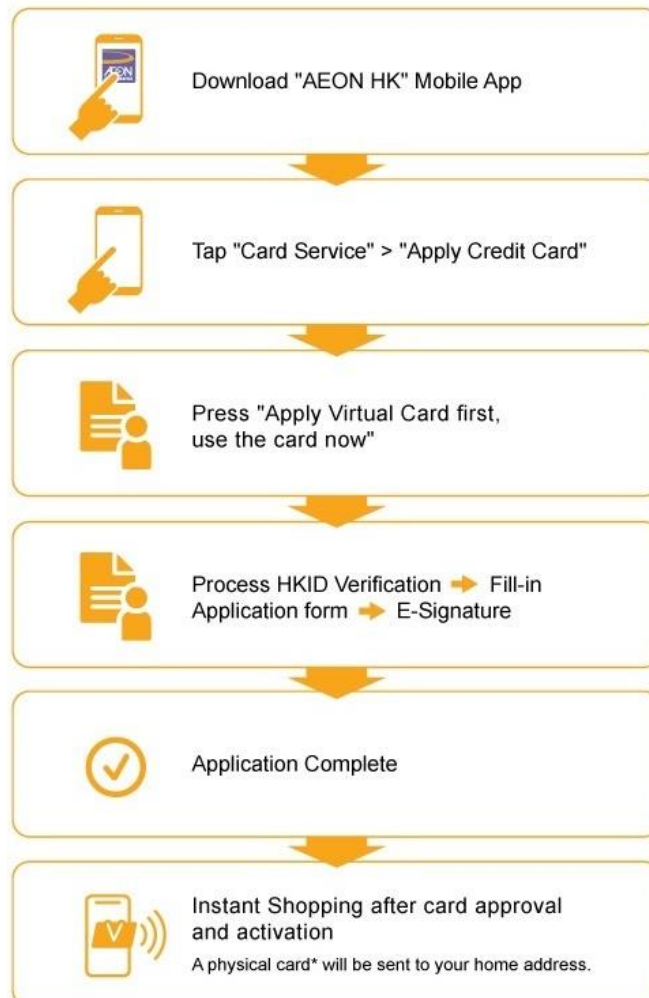 AEON
Download "AEON HK" Mobile App
Tap "Card Service" > "Apply Credit Card"
Press "Apply Virtual Card first,
use the card now"
Process HKID Verification ➡ Fill-in
Application form ➡ E-Signature
Application Complete
V
Instant Shopping after card approval
and activation
A physical card* will be sent to your home address.